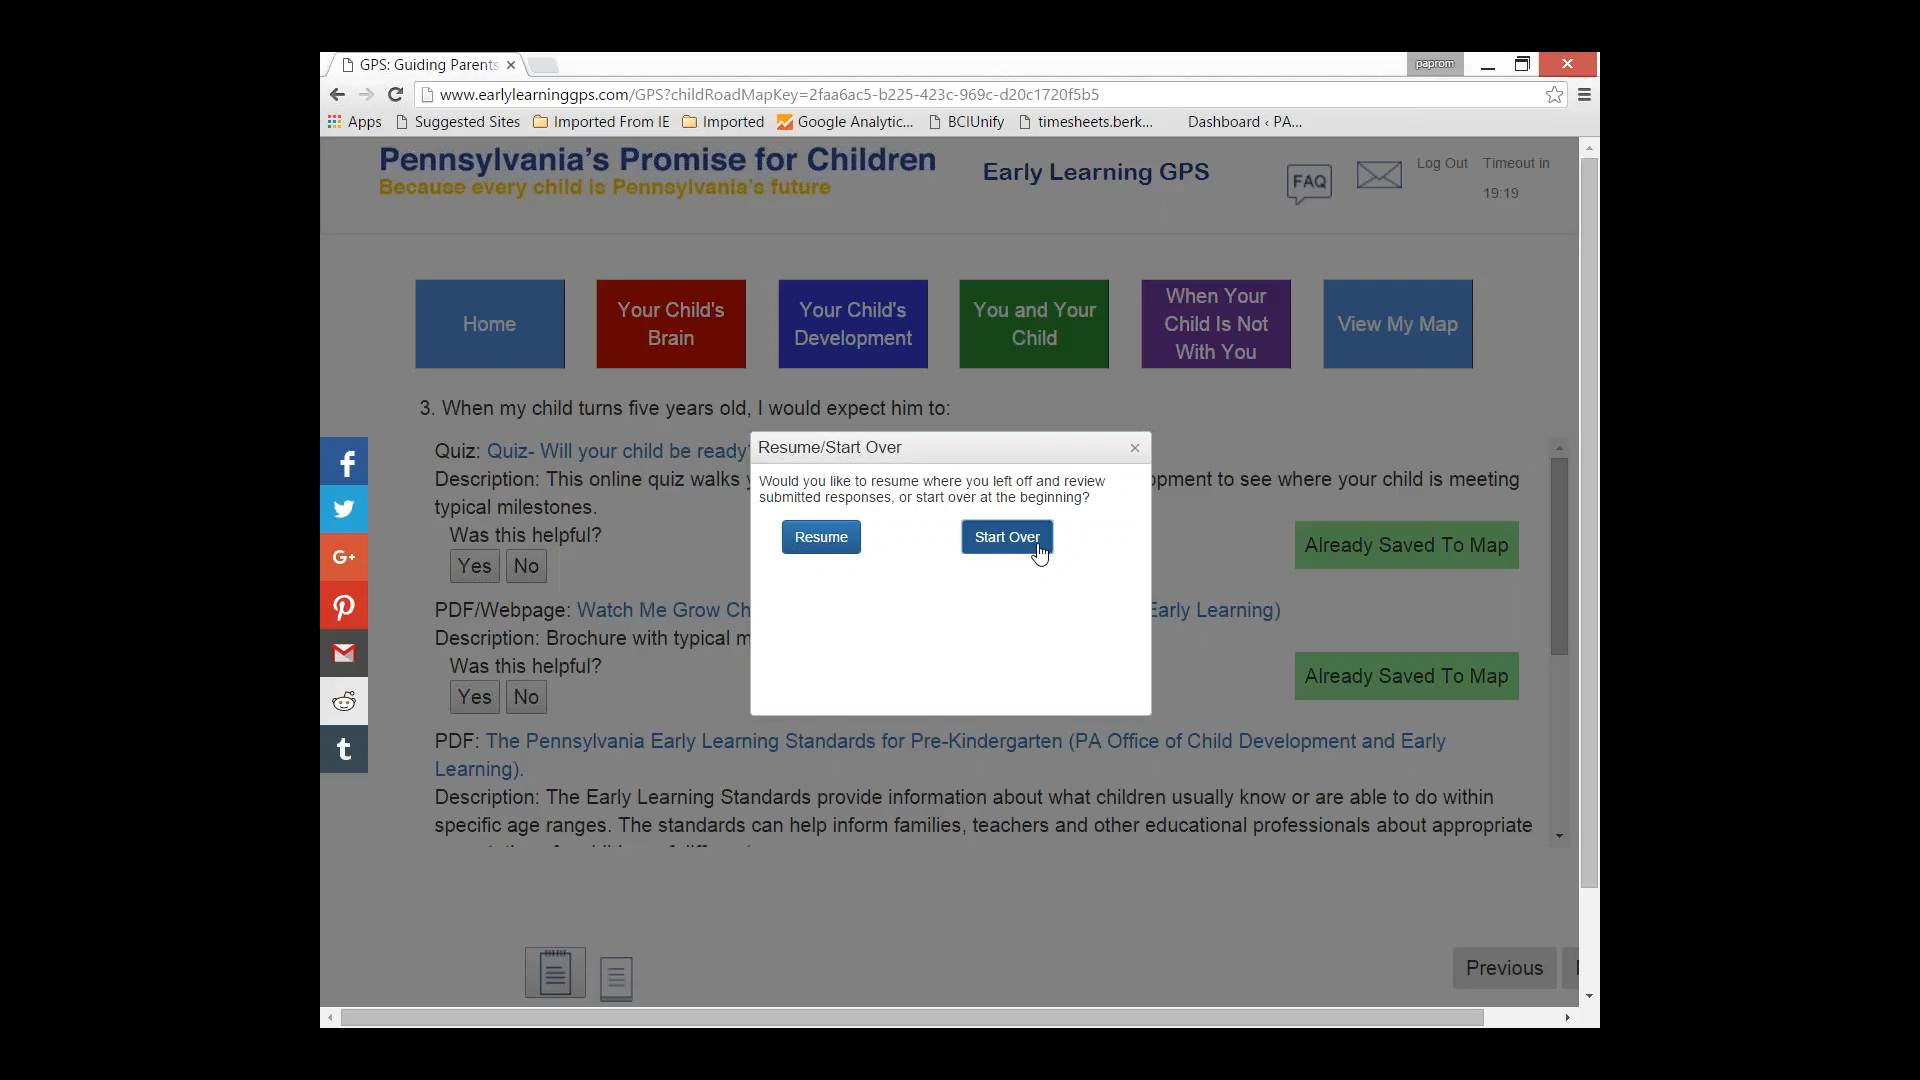 GPS: Guiding Parents
paprom
www.earlylearninggps.com/GPS?childRoadMapKey=2faa6ac5-b225-423c-969c-d20c1720f5b5
Apps Suggested Sites Imported From IE Imported Google Analytic... BCIUnify timesheets.berk... Dashboard ‹ PA...
Pennsylvania's Promise for Children
Because every child is Pennsylvania's future
Early Learning GPS
FAQ
Log Out
Timeout in
19:19
Home
Your Child's
Brain
Your Child's
Development
You and Your
Child
When Your
Child Is Not
With You
View My Map
3. When my child turns five years old, I would expect him to:
Quiz: Quiz- Will your child be ready
Description: This online quiz walks opment to see where your child is meeting
typical milestones.
Was this helpful?
Yes No
Already Saved To Map
PDF/Webpage: Watch Me Grow Ch Early Learning)
Description: Brochure with typical m
Was this helpful?
Yes No
Already Saved To Map
PDF: The Pennsylvania Early Learning Standards for Pre-Kindergarten (PA Office of Child Development and Early
Learning).
Description: The Early Learning Standards provide information about what children usually know or are able to do within
specific age ranges. The standards can help inform families, teachers and other educational professionals about appropriate
Resume/Start Over
Would you like to resume where you left off and review
submitted responses, or start over at the beginning?
Resume
Start Over
Previous